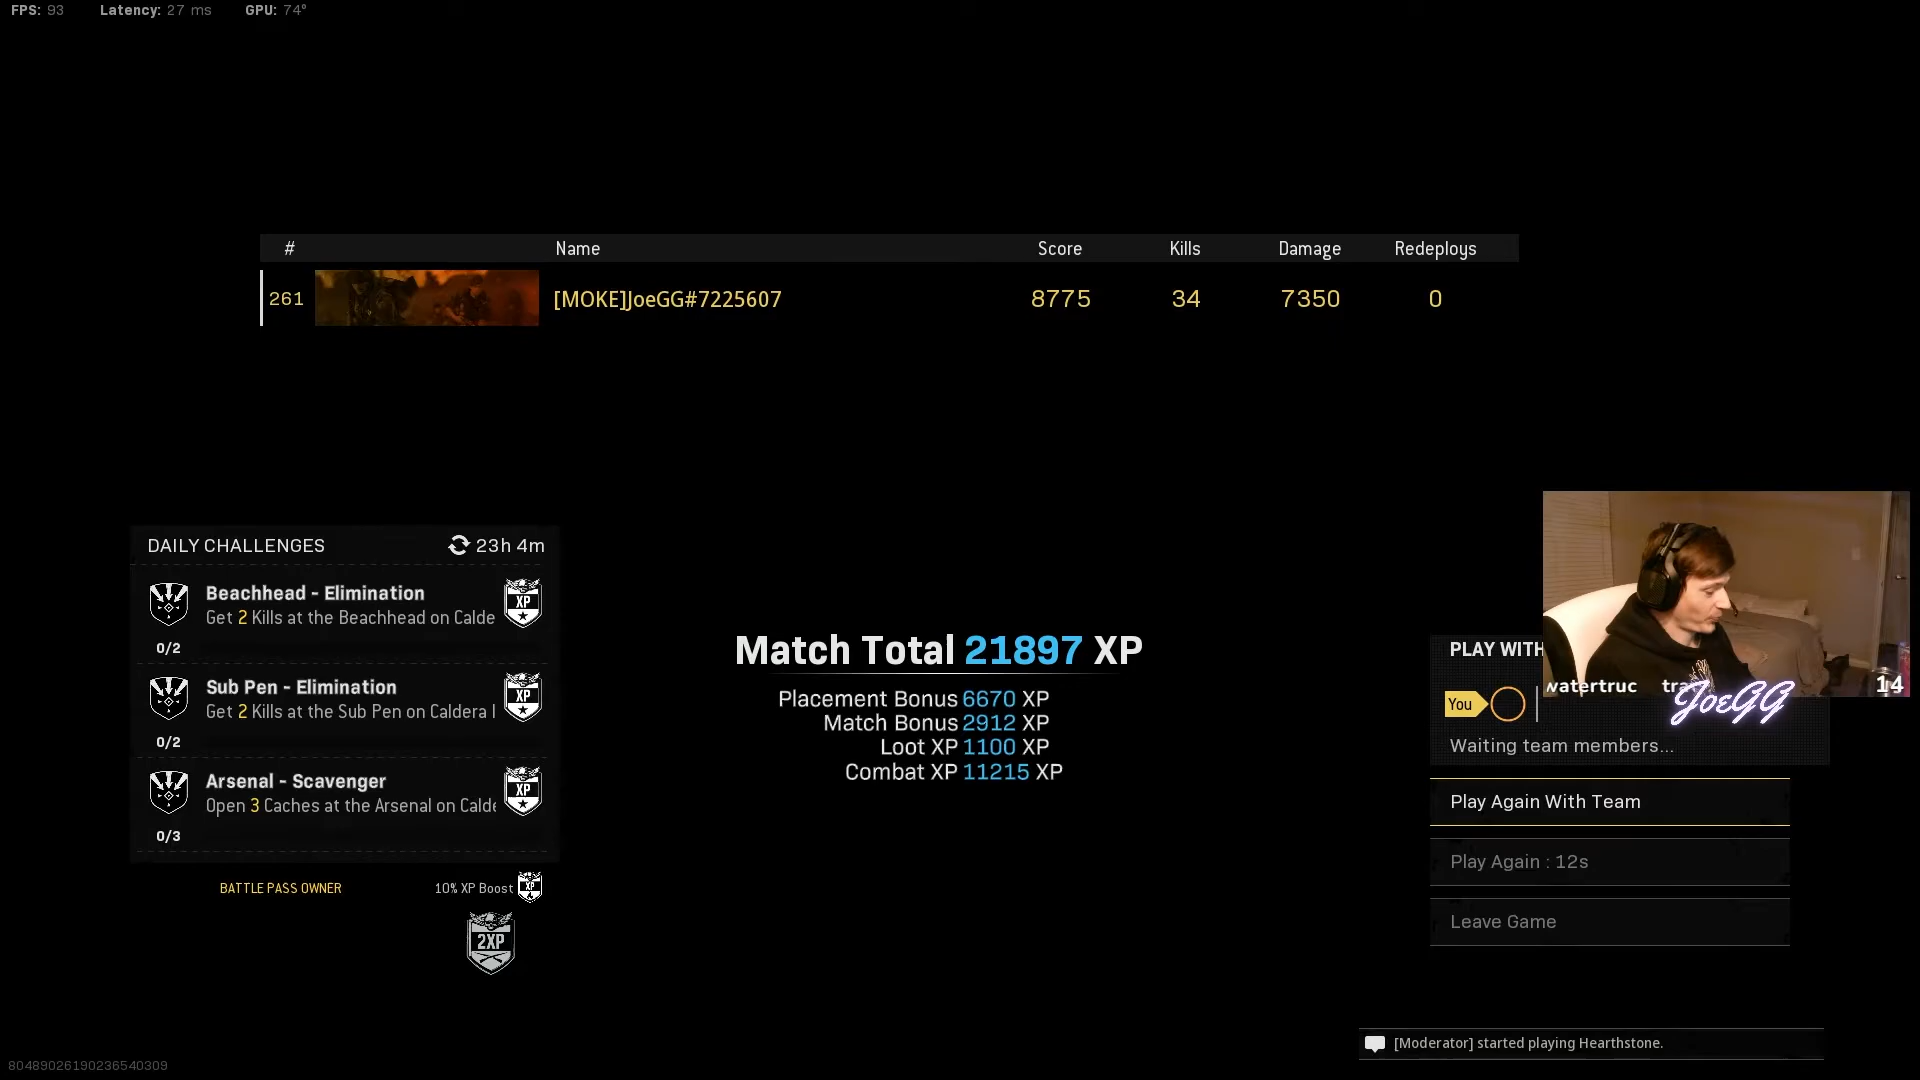 FPS: 93 Latency: 27 ms GPU: 74°
# Name Score Kills Damage Redeploys
261 [MOKE]JoeGG#7225607 8775 34 7350 0
DAILY CHALLENGES 23h 4m
Beachhead - Elimination
Get 2 Kills at the Beachhead on Calde
XP
0/2
Sub Pen - Elimination
Get 2 Kills at the Sub Pen on Caldera
XP
0/2
Arsenal - Scavenger
Open 3 Caches at the Arsenal on Calde
XP
0/3
BATTLE PASS OWNER 10% XP Boost XP
2XP
Match Total 21897 XP
Placement Bonus 6670 XP
Match Bonus 2912 XP
Loot XP 1100 XP
Combat XP 11215 XP
PLAY WITH
watertruc tra 14
JoeGG
You
Waiting team members...
Play Again With Team
Play Again : 12s
Leave Game
[Moderator] started playing Hearthstone.
80489026190236540309